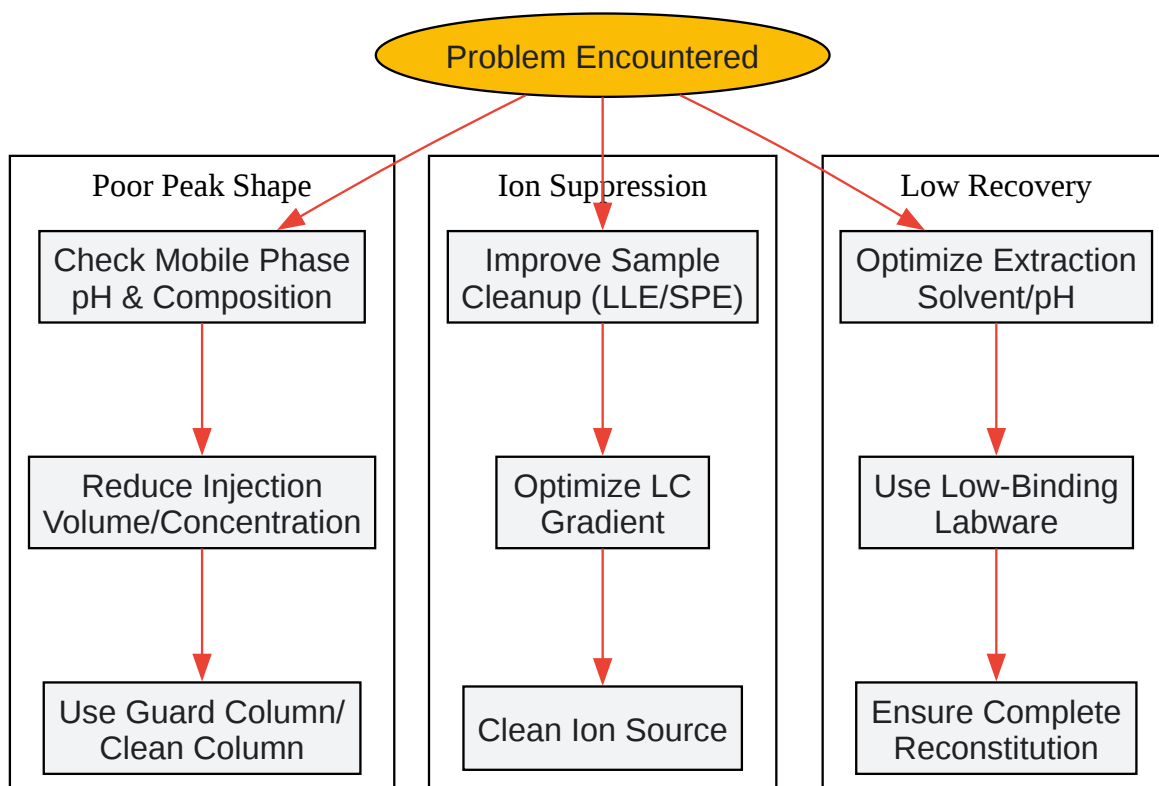 Problem Encountered
Poor Peak Shape
Check Mobile Phase
pH & Composition
Reduce Injection
Volume/Concentration
Use Guard Column/
Clean Column
Ion Suppression
Improve Sample
Cleanup (LLE/SPE)
Optimize LC
Gradient
Clean Ion Source
Low Recovery
Optimize Extraction
Solvent/pH
Use Low-Binding
Labware
Ensure Complete
Reconstitution